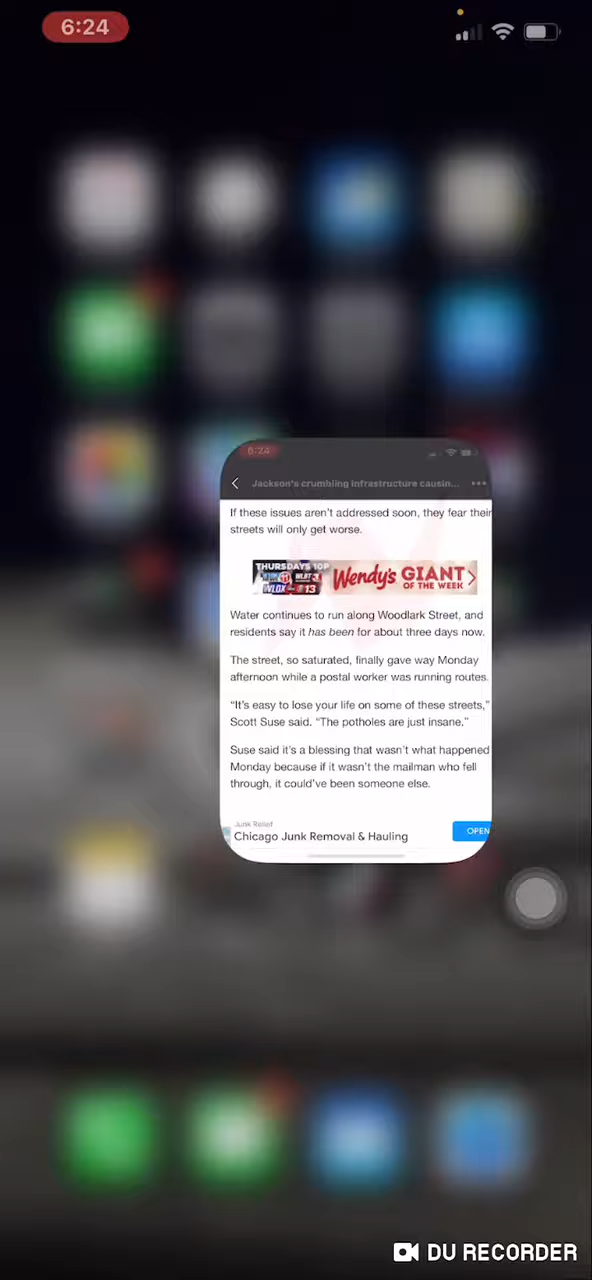 6:24
6:24
Jackson's crumbling infrastructure causin...
If these issues aren't addressed soon, they fear their
streets will only get worse.
THURSDAYS 10P
Wendy's GIANT
OF THE WEEK
WLOX
13
Water continues to run along Woodlark Street, and
residents say it has been for about three days now.
The street, so saturated, finally gave way Monday
afternoon while a postal worker was running routes.
“It's easy to lose your life on some of these streets,”
Scott Suse said. “The potholes are just insane.”
Suse said it's a blessing that wasn't what happened
Monday because if it wasn't the mailman who fell
through, it could've been someone else.
Junk Relief
Chicago Junk Removal & Hauling
OPEN
DU RECORDER